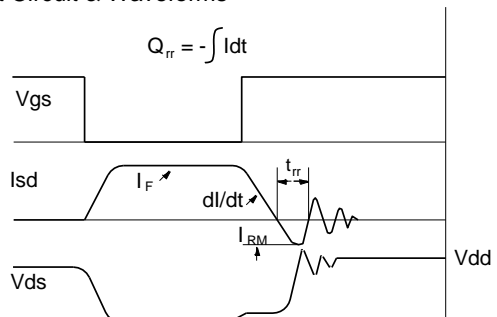 Circuit & Waveforms
Qrr = -∫Idt
Vgs
Isd
IF
dI/dt
trr
IRM
Vdd
Vds